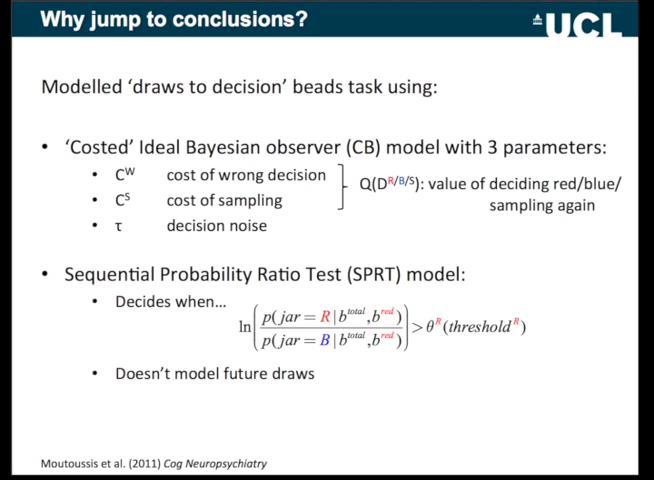 Why jump to conclusions?
UCL
Modelled ‘draws to decision’ beads task using:
• ‘Costed’ Ideal Bayesian observer (CB) model with 3 parameters:
• Cᵂ cost of wrong decision
• Cˢ cost of sampling
Q(Dᴿ/ᴮ/ˢ): value of deciding red/blue/
sampling again
• τ decision noise
• Sequential Probability Ratio Test (SPRT) model:
• Decides when…
ln( p(jar = R | b^total, b^red) / p(jar = B | b^total, b^red) ) > θ^R (threshold^R)
• Doesn’t model future draws
Moutoussis et al. (2011) Cog Neuropsychiatry